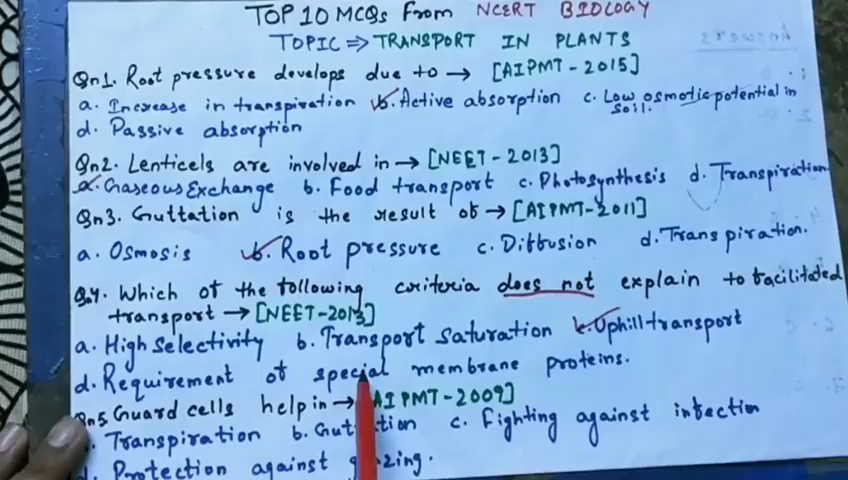 TOP 10 MCQs From NCERT BIOLOGY
TOPIC ⇒ TRANSPORT IN PLANTS
Qn1. Root pressure develops due to → [AIPMT-2015]
a. Increase in transpiration b. Active absorption c. Low osmotic potential in soil.
d. Passive absorption
Qn2. Lenticels are involved in → [NEET-2013]
a. Gaseous Exchange b. Food transport c. Photosynthesis d. Transpiration
Qn3. Guttation is the result of → [AIPMT-2011]
a. Osmosis b. Root pressure c. Diffusion d. Transpiration.
Qn4. Which of the following criteria does not explain to facilitated
transport → [NEET-2013]
a. High selectivity b. Transport saturation c. Uphill transport
d. Requirement of special membrane proteins.
Qn5. Guard cells help in → AIPMT-2009]
Transpiration b. c. Fighting against infection
d. Protection against